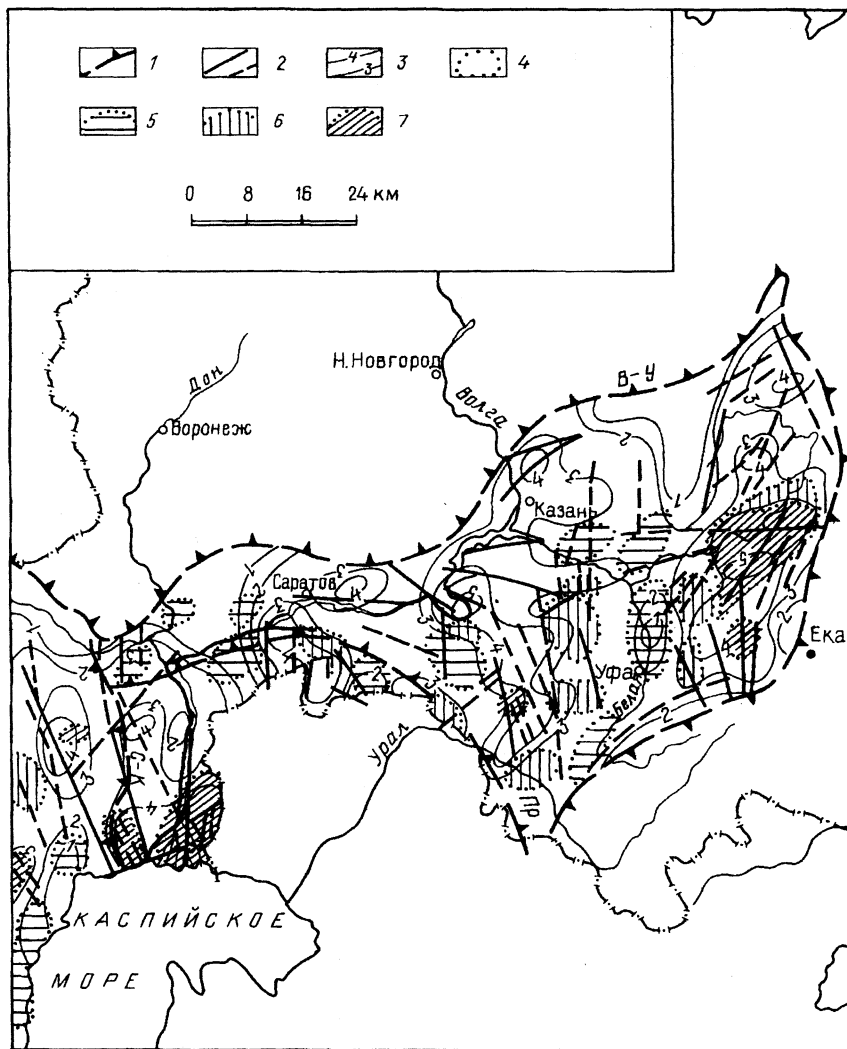 1 2 3 4
5 6 7
0 8 16 24 км
Н.Новгород
Дон
Волга
В-У
Воронеж
Казань
Саратов
Ека
Уфа
Белая
Урал
Пр
КАСПИЙСКОЕ
МОРЕ